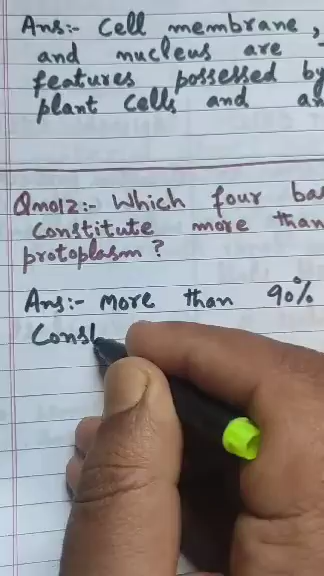 Ans:- Cell membrane,
and nucleus are
features possessed by
plant cells and
Qno12:- Which four
constitute more than
protoplasm ?
Ans:- More than 90%